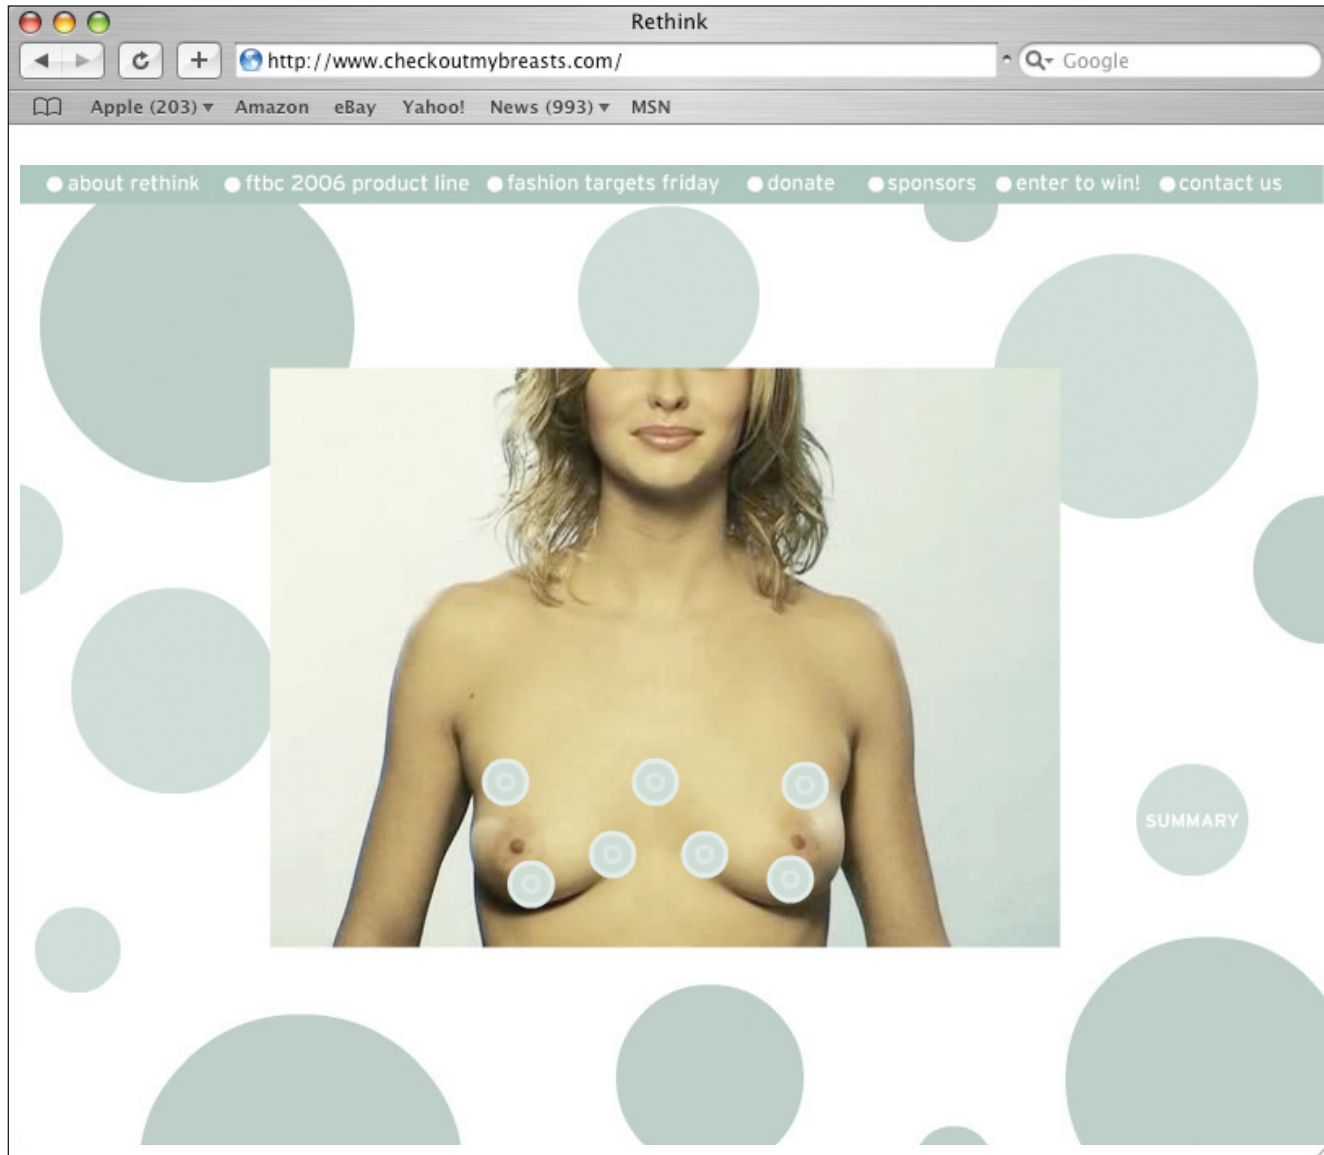 Rethink
http://www.checkoutmybreasts.com/
Google
Apple (203) Amazon eBay Yahoo! News (993) MSN
about rethink ftbc 2006 product line fashion targets friday donate sponsors enter to win! contact us
SUMMARY